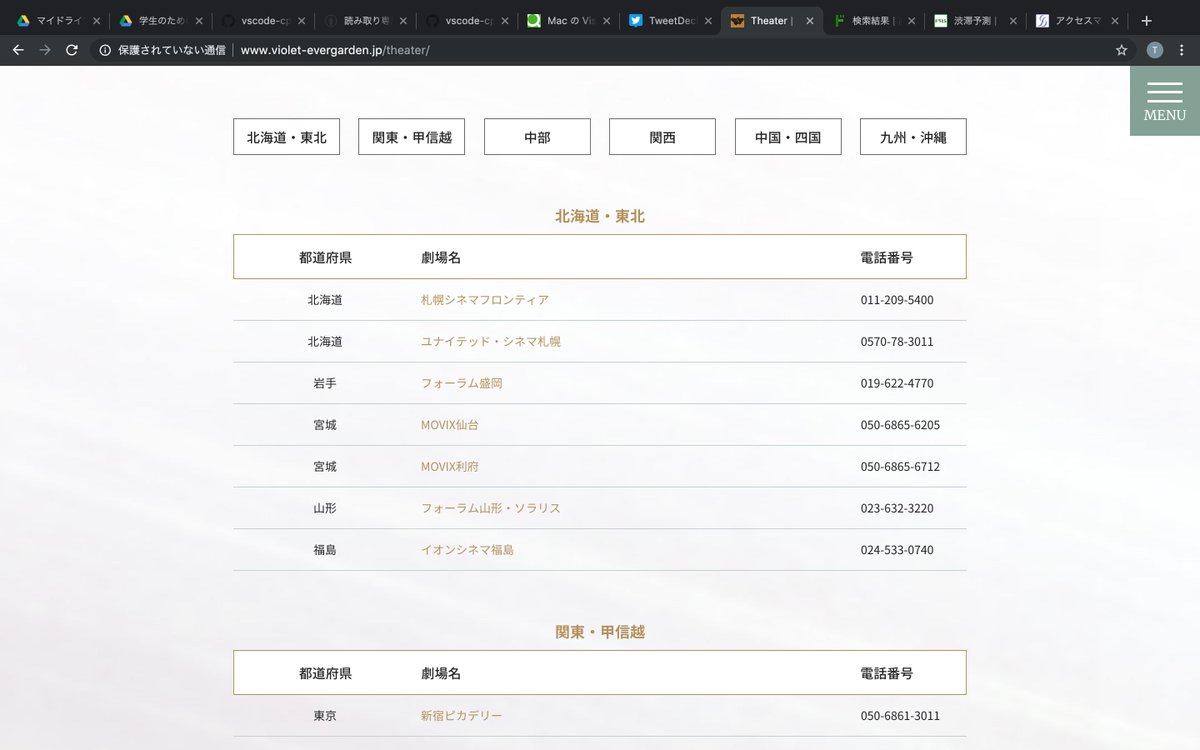 マイドライ 学生のため vscode-cp 読み取り専 vscode-cp Mac の Vis TweetDec Theater | 検索結果 | 渋滞予測 | アクセスマ
保護されていない通信 www.violet-evergarden.jp/theater/
MENU
北海道・東北 関東・甲信越 中部 関西 中国・四国 九州・沖縄
北海道・東北
都道府県 劇場名 電話番号
北海道 札幌シネマフロンティア 011-209-5400
北海道 ユナイテッド・シネマ札幌 0570-78-3011
岩手 フォーラム盛岡 019-622-4770
宮城 MOVIX仙台 050-6865-6205
宮城 MOVIX利府 050-6865-6712
山形 フォーラム山形・ソラリス 023-632-3220
福島 イオンシネマ福島 024-533-0740
関東・甲信越
都道府県 劇場名 電話番号
東京 新宿ピカデリー 050-6861-3011